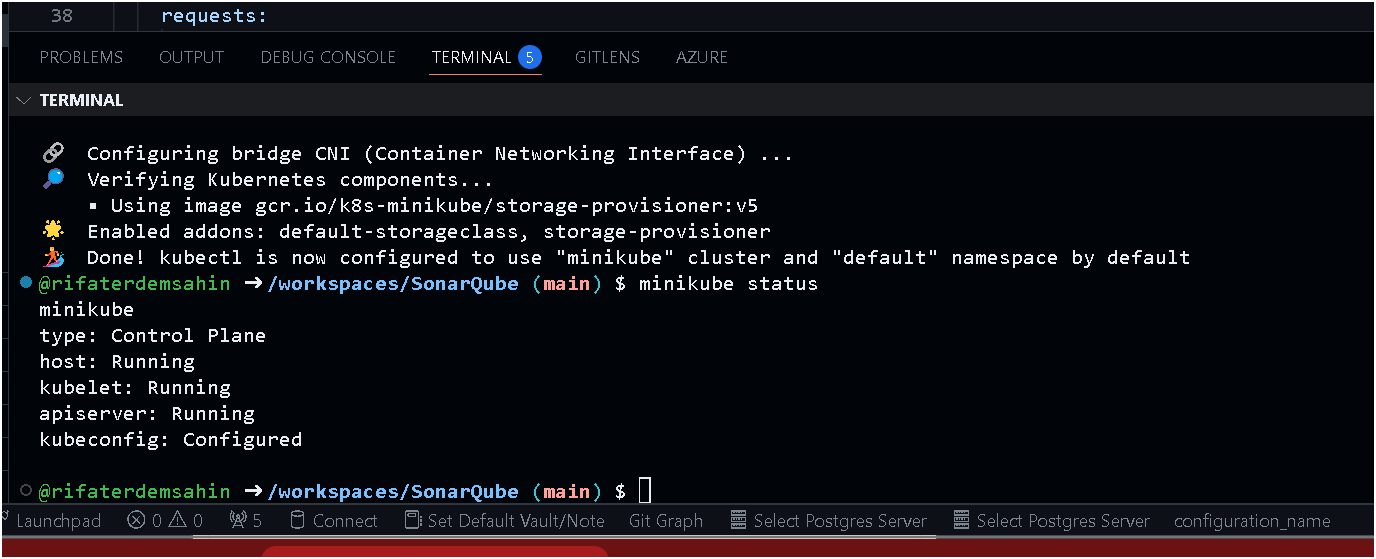 38 requests:
PROBLEMS OUTPUT DEBUG CONSOLE TERMINAL 5 GITLENS AZURE
TERMINAL
Configuring bridge CNI (Container Networking Interface) ...
Verifying Kubernetes components...
▪ Using image gcr.io/k8s-minikube/storage-provisioner:v5
Enabled addons: default-storageclass, storage-provisioner
Done! kubectl is now configured to use "minikube" cluster and "default" namespace by default
@rifaterdemsahin ➜ /workspaces/SonarQube (main) $ minikube status
minikube
type: Control Plane
host: Running
kubelet: Running
apiserver: Running
kubeconfig: Configured
@rifaterdemsahin ➜ /workspaces/SonarQube (main) $
Launchpad 0 0 5 Connect Set Default Vault/Note Git Graph Select Postgres Server Select Postgres Server configuration_name